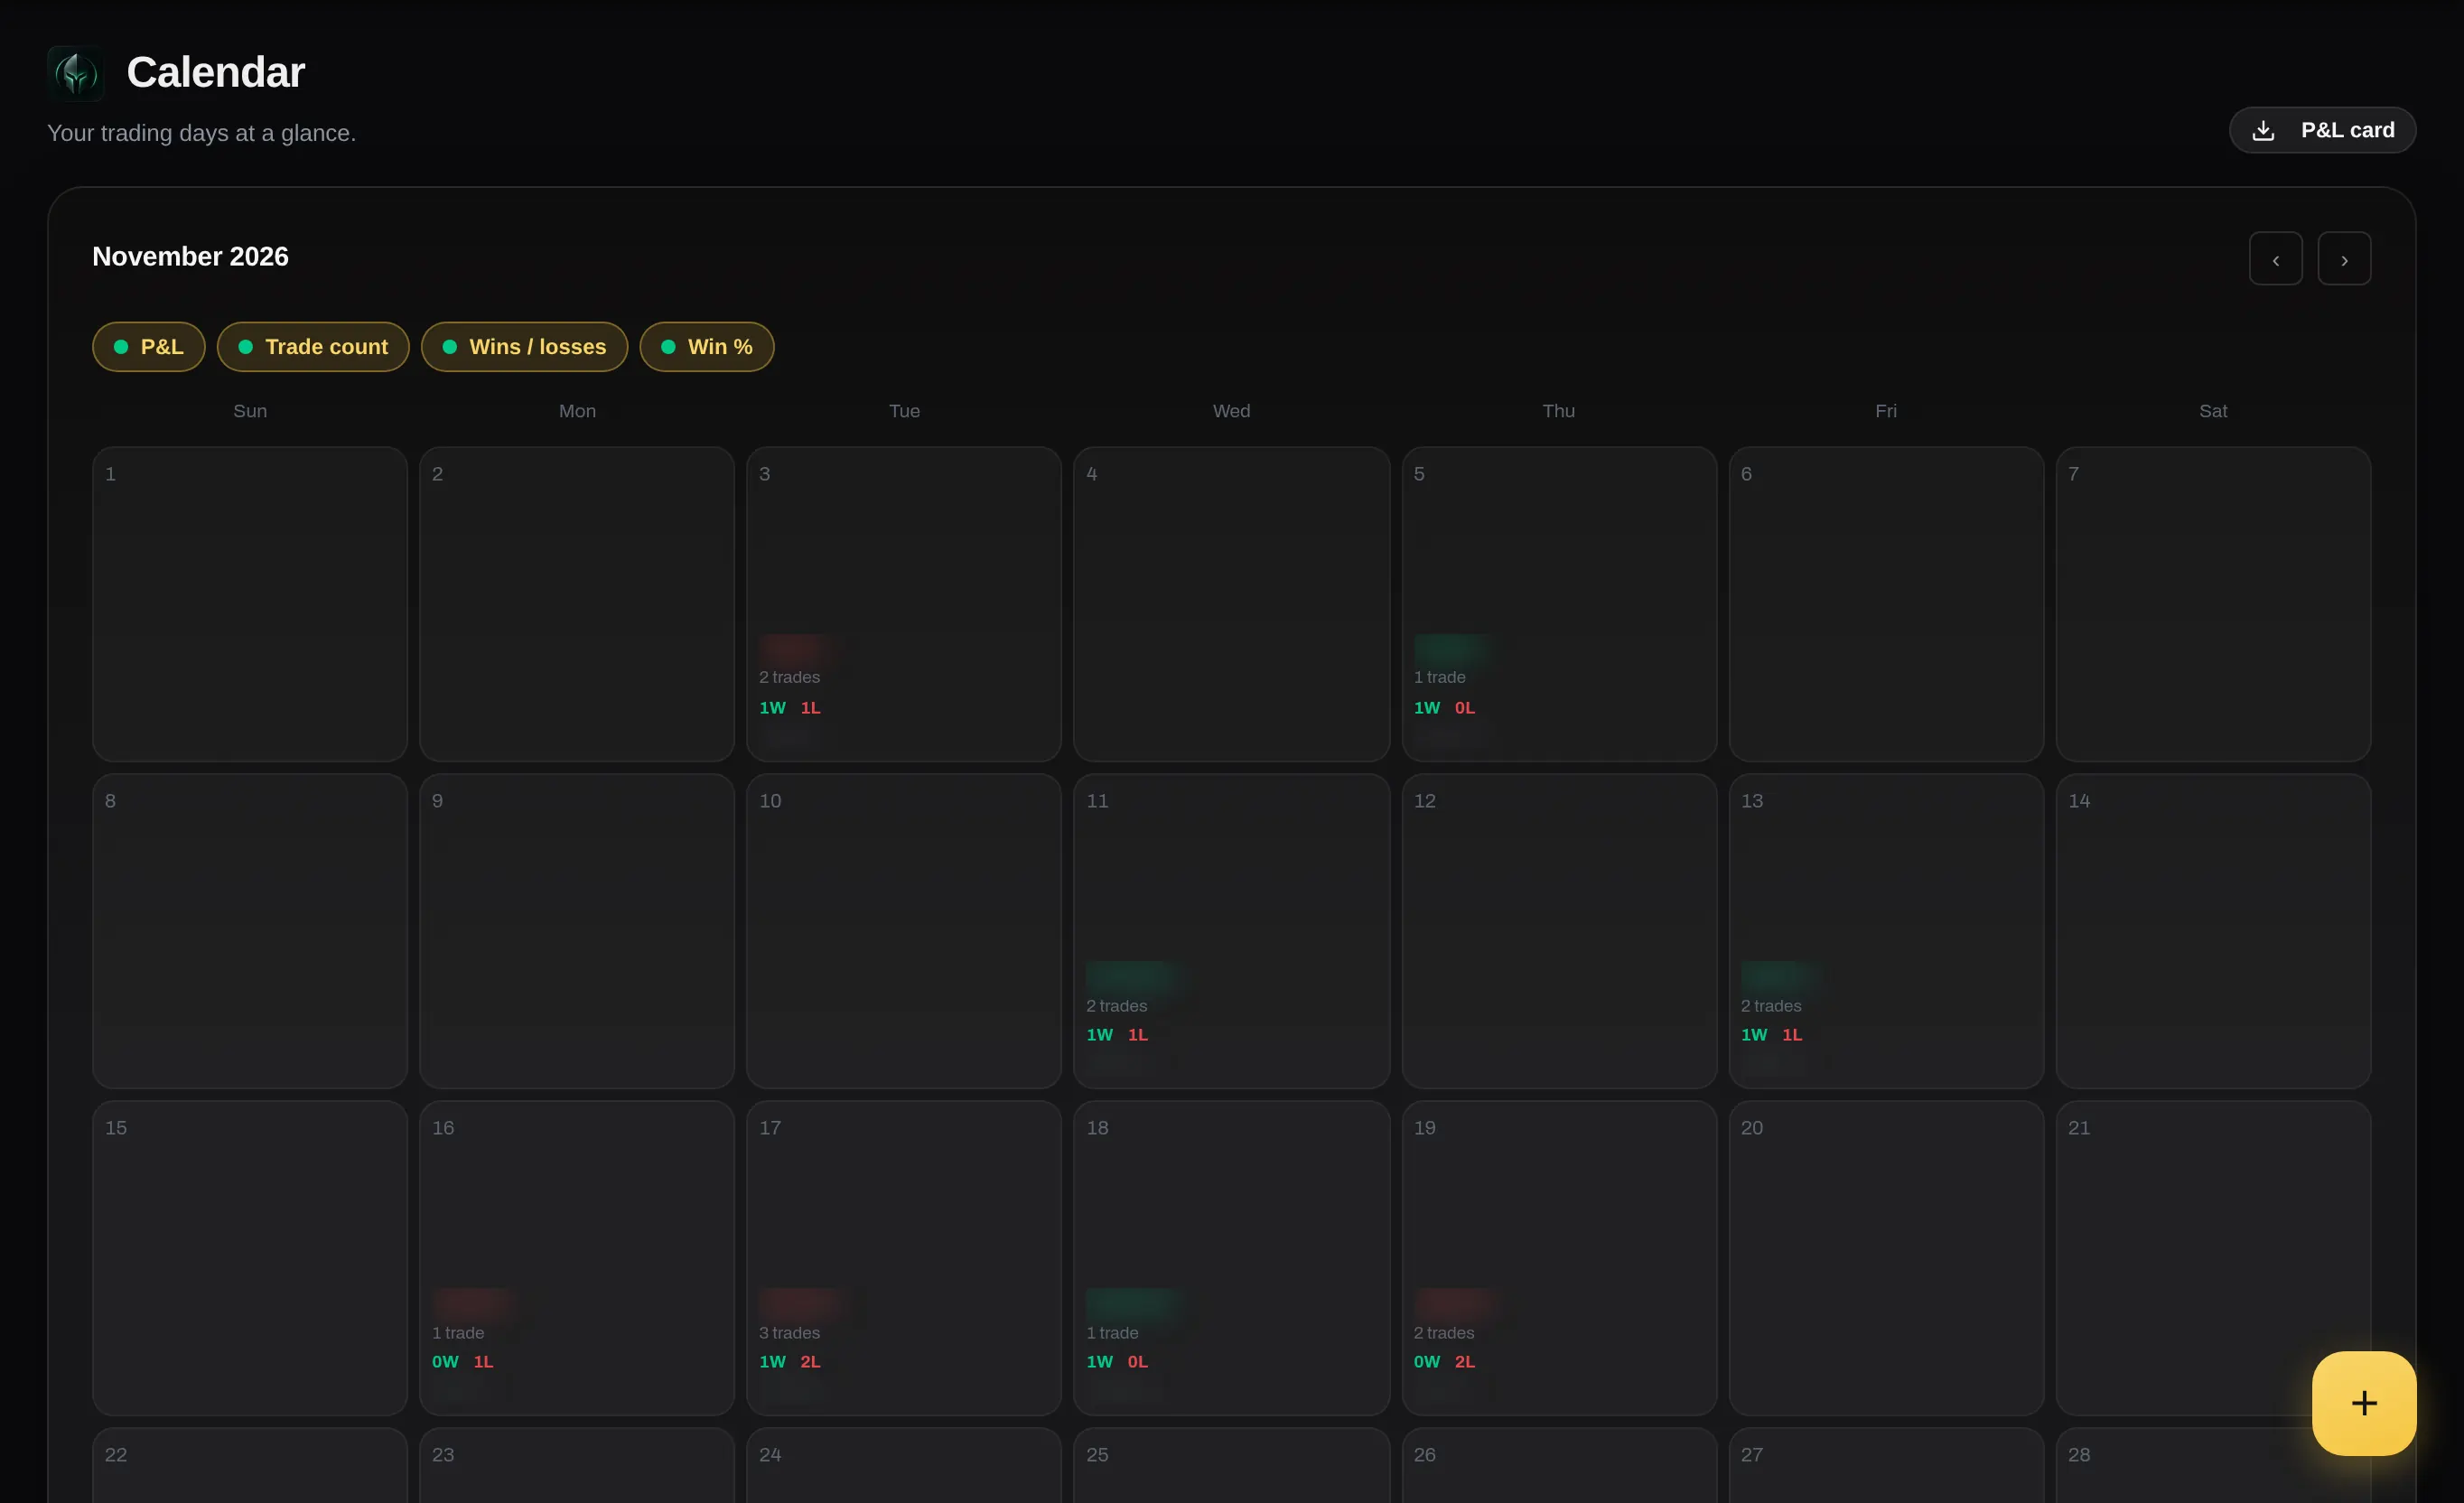 Calendar
Your trading days at a glance.
P&L card
November 2026
‹ ›
P&L Trade count Wins / losses Win %
Sun Mon Tue Wed Thu Fri Sat
1 2 3 4 5 6 7
2 trades 1 trade
1W 1L 1W 0L
8 9 10 11 12 13 14
2 trades 2 trades
1W 1L 1W 1L
15 16 17 18 19 20 21
1 trade 3 trades 1 trade 2 trades
0W 1L 1W 2L 1W 0L 0W 2L
+
22 23 24 25 26 27 28